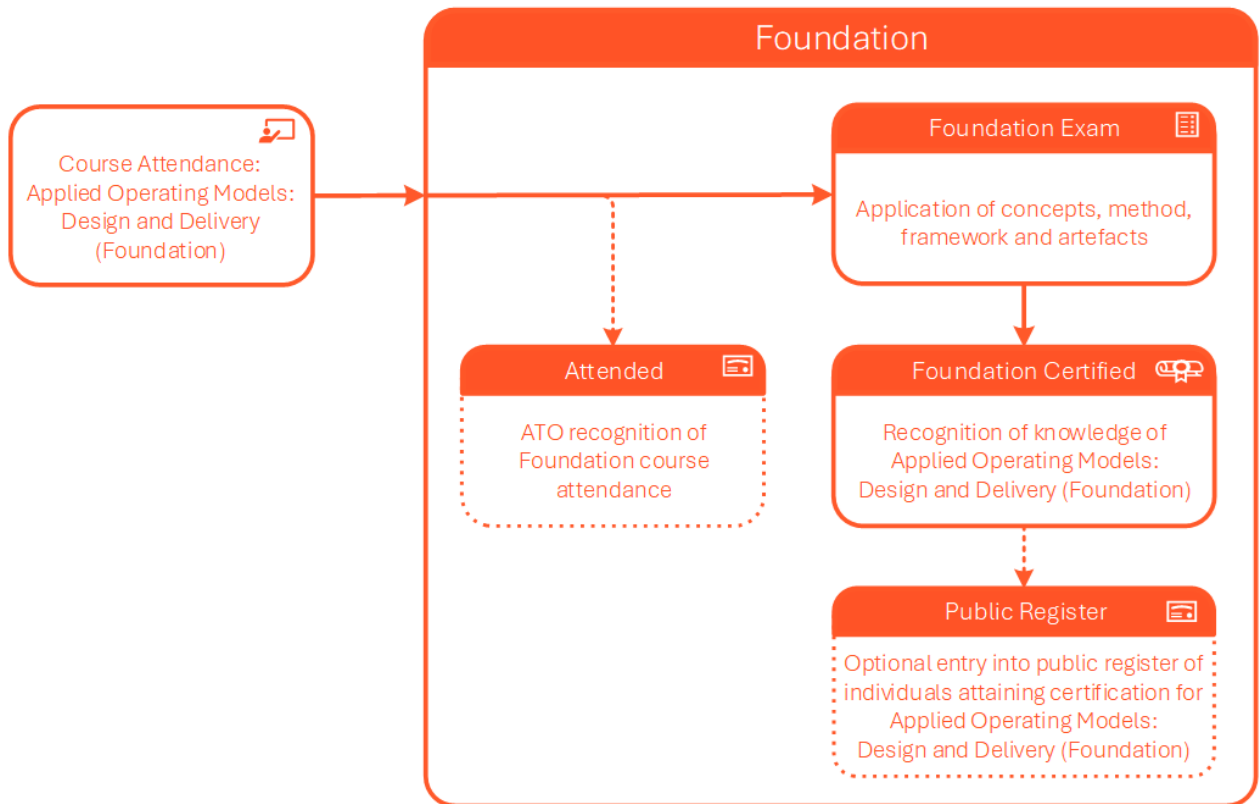 Foundation
Course Attendance:
Applied Operating Models:
Design and Delivery
(Foundation)
Foundation Exam
Application of concepts, method,
framework and artefacts
Attended
ATO recognition of
Foundation course
attendance
Foundation Certified
Recognition of knowledge of
Applied Operating Models:
Design and Delivery (Foundation)
Public Register
Optional entry into public register of
individuals attaining certification for
Applied Operating Models:
Design and Delivery (Foundation)